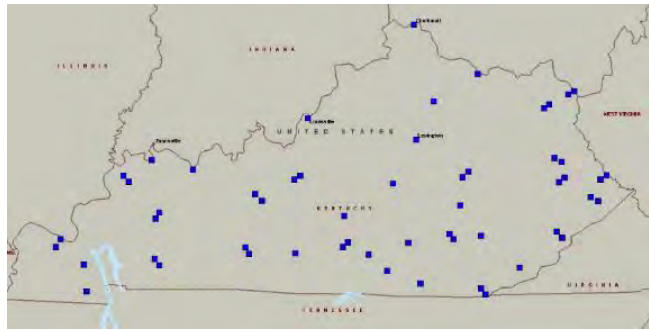 Cincinnati
INDIANA
ILLINOIS
WEST VIRGINIA
Louisville
UNITED STATES
Lexington
Evansville
KENTUCKY
VIRGINIA
TENNESSEE